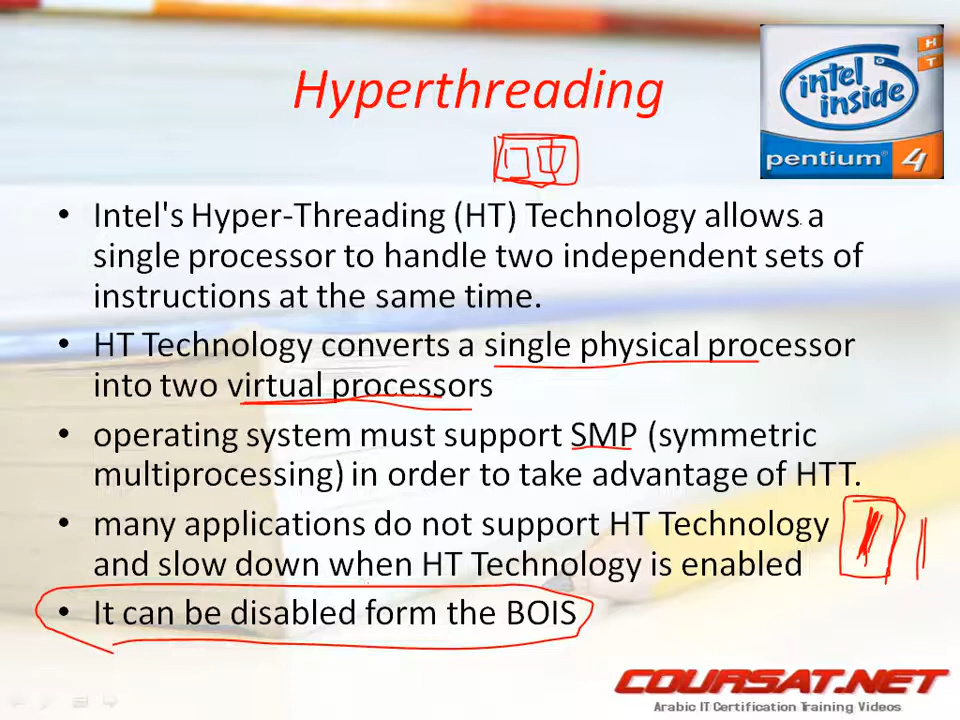 Hyperthreading
H
T
intel
inside
pentium® 4
• Intel's Hyper-Threading (HT) Technology allows a
single processor to handle two independent sets of
instructions at the same time.
• HT Technology converts a single physical processor
into two virtual processors
• operating system must support SMP (symmetric
multiprocessing) in order to take advantage of HTT.
• many applications do not support HT Technology
and slow down when HT Technology is enabled
• It can be disabled form the BOIS
COURSAT.NET
Arabic IT Certification Training Videos